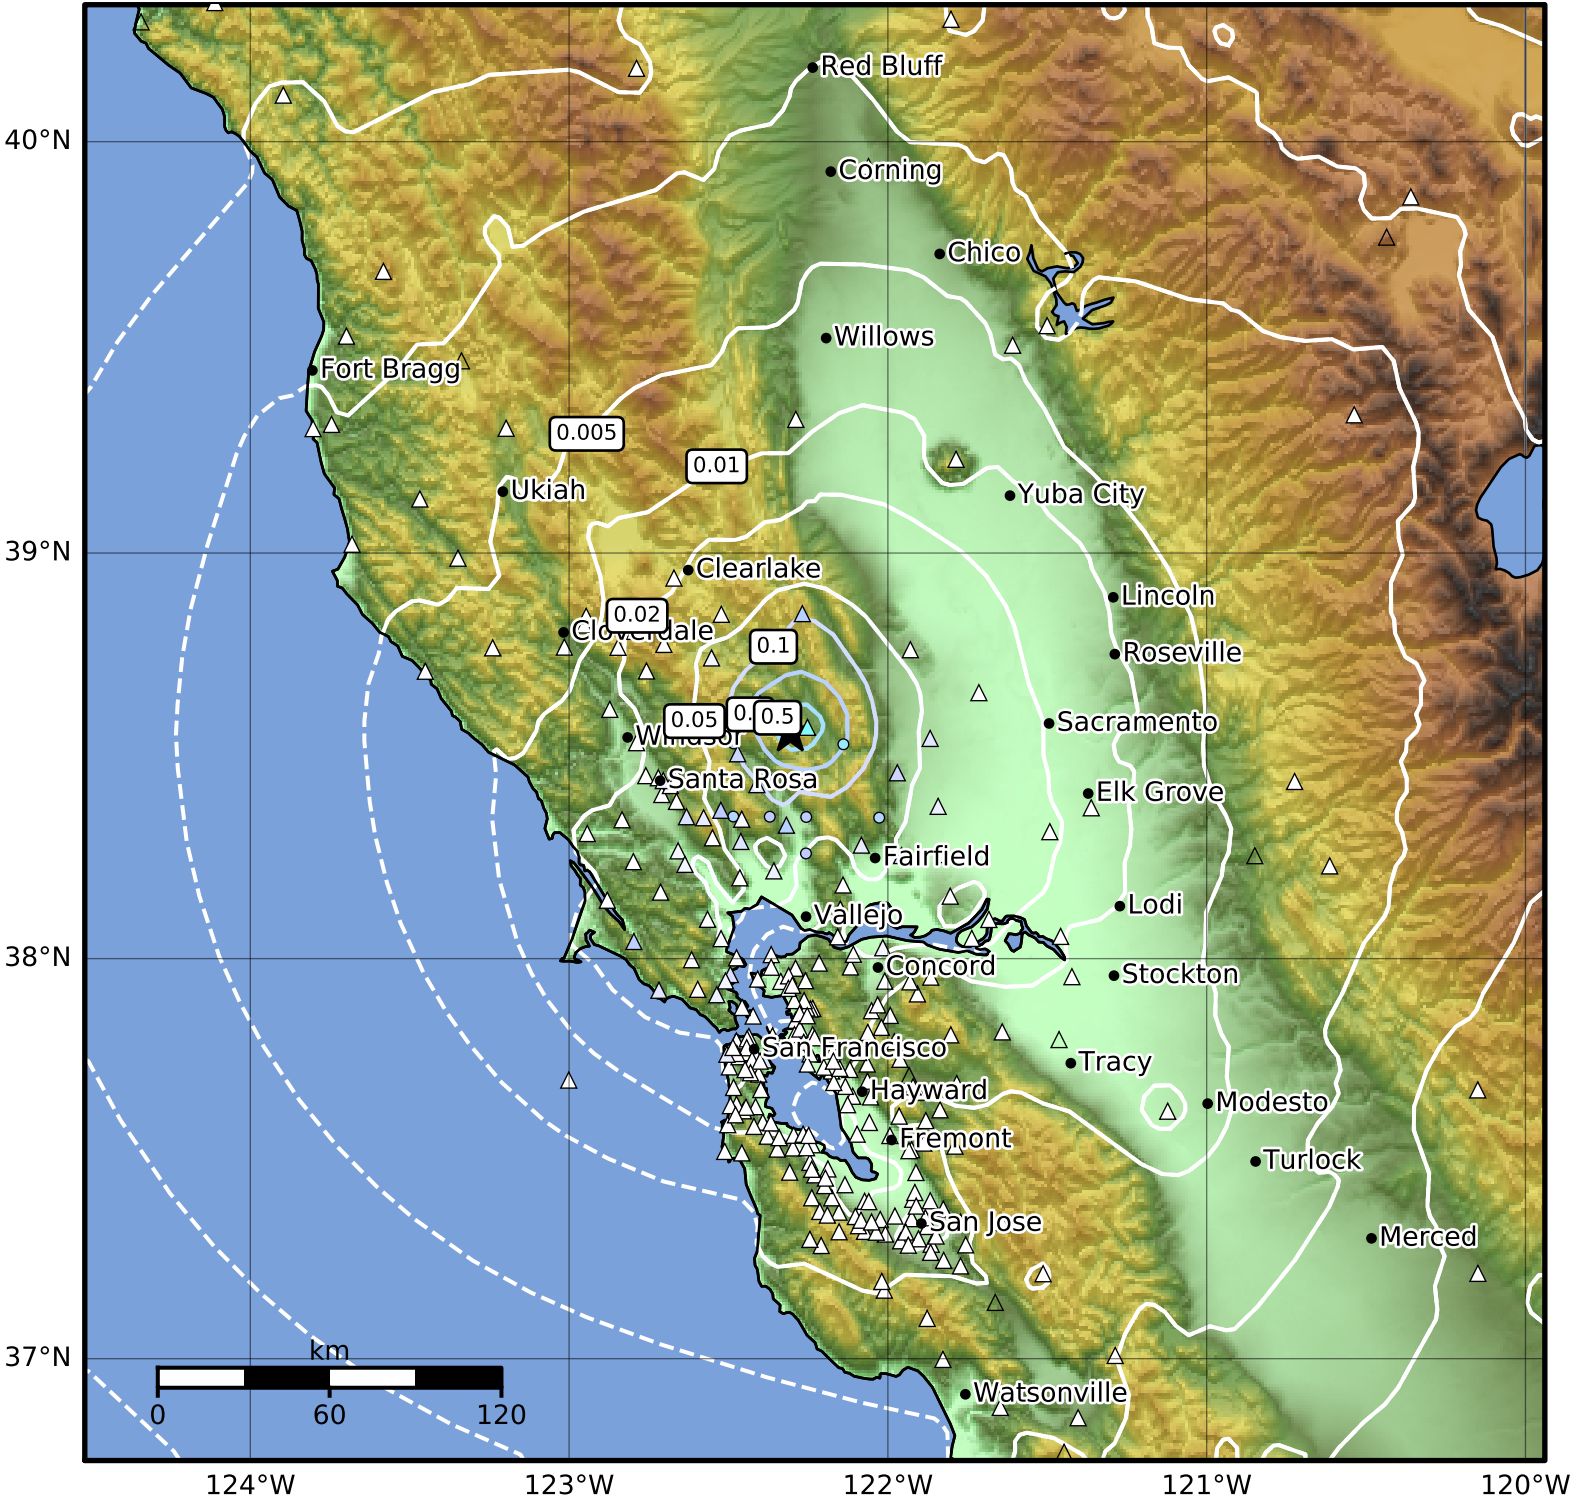 Red Bluff
40°N
Corning
Chico
Willows
Fort Bragg
0.005
0.01
Ukiah
Yuba City
39°N
Clearlake
Lincoln
0.02
Cloverdale
0.1
Roseville
0.05
0.
0.5
Sacramento
Windsor
Santa Rosa
Elk Grove
Fairfield
Lodi
Vallejo
38°N
Concord
Stockton
San Francisco
Tracy
Hayward
Modesto
Fremont
Turlock
San Jose
Merced
37°N
km
Watsonville
0 60 120
124°W 123°W 122°W 121°W 120°W